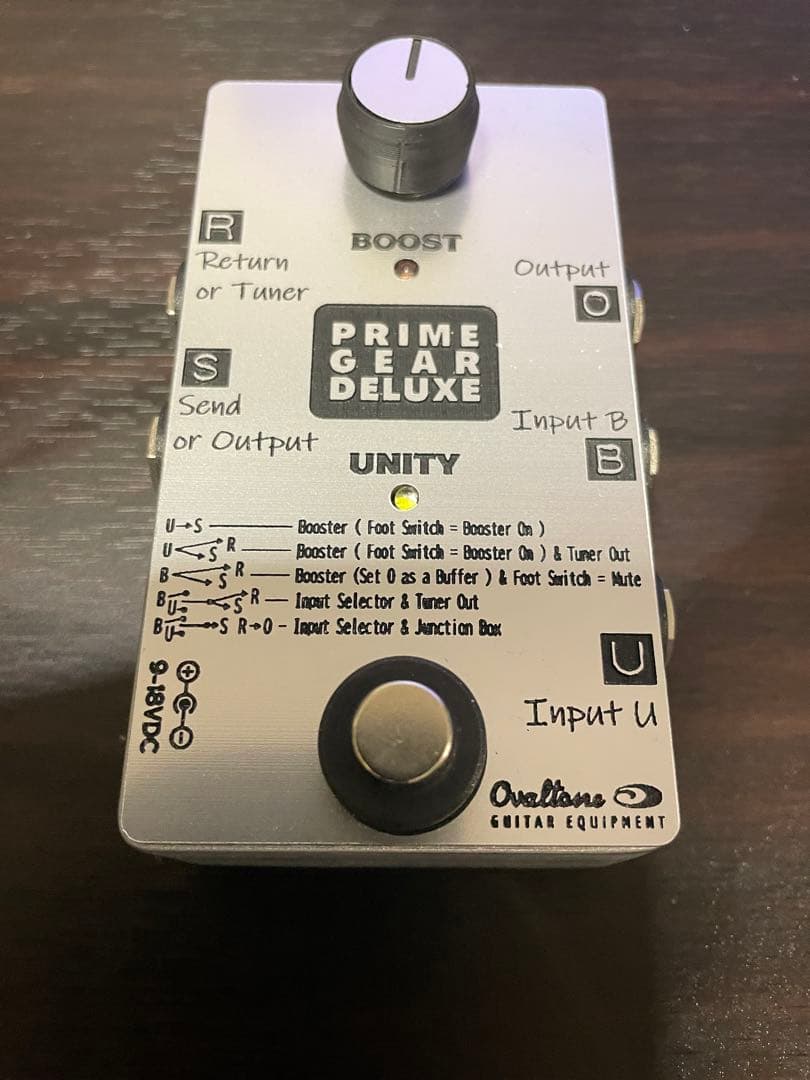 R
BOOST
Return
or Tuner
Output
O
PRIME
GEAR
DELUXE
S
Send
or Output
Input B
B
UNITY
U→S — Booster ( Foot Switch = Booster On )
U R S — Booster ( Foot Switch = Booster On ) & Tuner Out
B R S — Booster (Set 0 as a Buffer ) & Foot Switch = Mute
B U R S — Input Selector & Tuner Out
B U →S R→O - Input Selector & Junction Box
U
Input U
9-18VDC
+ C -
Ovaltone
GUITAR EQUIPMENT